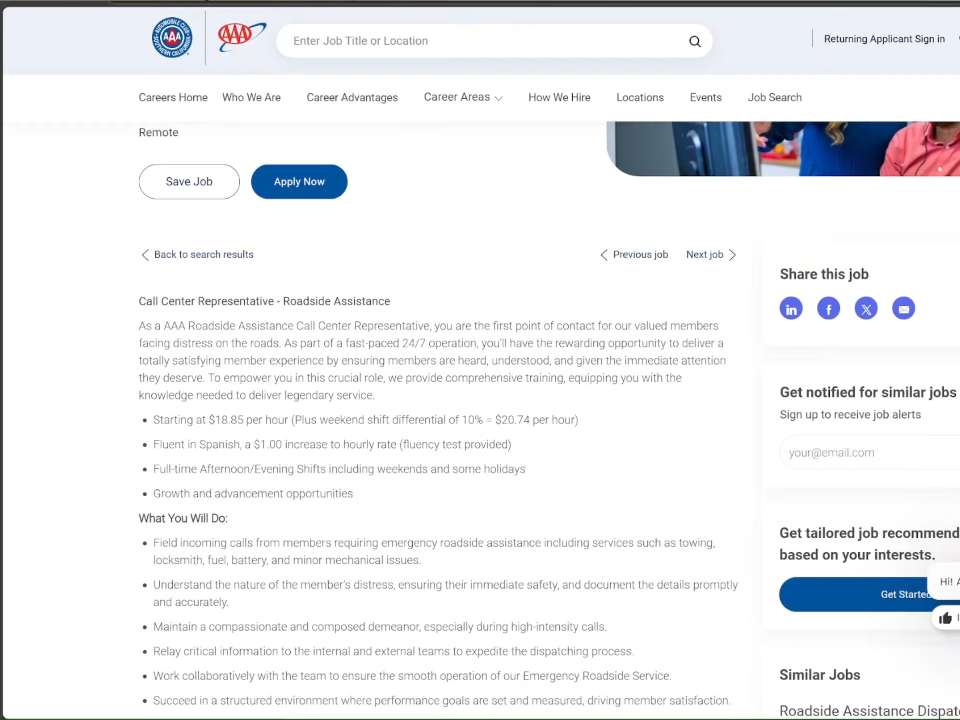 AUTOMOBILE CLUB
AAA
SOUTHERN CALIFORNIA
AAA
Enter Job Title or Location
Returning Applicant Sign in
Careers Home
Who We Are
Career Advantages
Career Areas
How We Hire
Locations
Events
Job Search
Remote
Save Job
Apply Now
Back to search results
Previous job
Next job
Call Center Representative - Roadside Assistance
As a AAA Roadside Assistance Call Center Representative, you are the first point of contact for our valued members
facing distress on the roads. As part of a fast-paced 24/7 operation, you'll have the rewarding opportunity to deliver a
totally satisfying member experience by ensuring members are heard, understood, and given the immediate attention
they deserve. To empower you in this crucial role, we provide comprehensive training, equipping you with the
knowledge needed to deliver legendary service.
• Starting at $18.85 per hour (Plus weekend shift differential of 10% = $20.74 per hour)
• Fluent in Spanish, a $1.00 increase to hourly rate (fluency test provided)
• Full-time Afternoon/Evening Shifts including weekends and some holidays
• Growth and advancement opportunities
What You Will Do:
• Field incoming calls from members requiring emergency roadside assistance including services such as towing,
locksmith, fuel, battery, and minor mechanical issues.
• Understand the nature of the member's distress, ensuring their immediate safety, and document the details promptly
and accurately.
• Maintain a compassionate and composed demeanor, especially during high-intensity calls.
• Relay critical information to the internal and external teams to expedite the dispatching process.
• Work collaboratively with the team to ensure the smooth operation of our Emergency Roadside Service.
• Succeed in a structured environment where performance goals are set and measured, driving member satisfaction.
Share this job
in
f
X
Get notified for similar jobs
Sign up to receive job alerts
your@email.com
Get tailored job recommend
based on your interests.
Get Starte
Hi!
Similar Jobs
Roadside Assistance Dispat